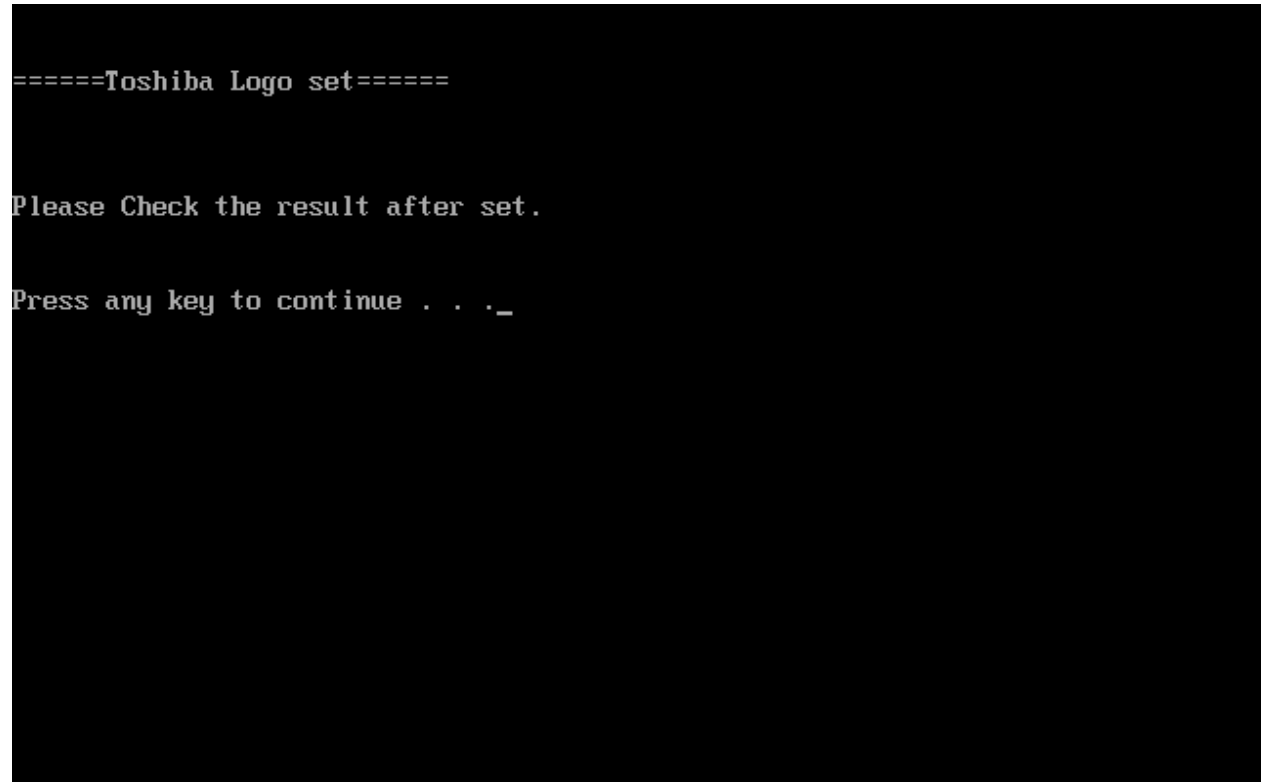 ======Toshiba Logo set======
Please Check the result after set.
Press any key to continue . . ._